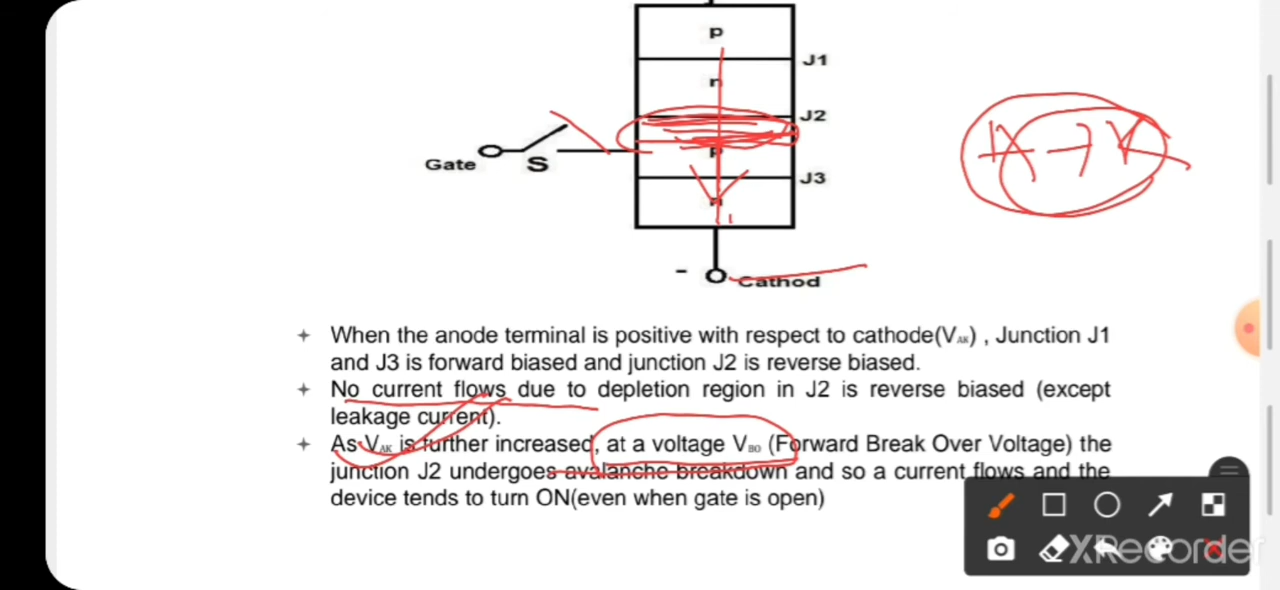 p
J1
n
J2
Gate
S
p
J3
n
A → K
-
Cathod
When the anode terminal is positive with respect to cathode(VAK) , Junction J1
and J3 is forward biased and junction J2 is reverse biased.
No current flows due to depletion region in J2 is reverse biased (except
leakage current).
As VAK is further increased, at a voltage VBO (Forward Break Over Voltage) the
junction J2 undergoes avalanche breakdown and so a current flows and the
device tends to turn ON(even when gate is open)
XRecorder